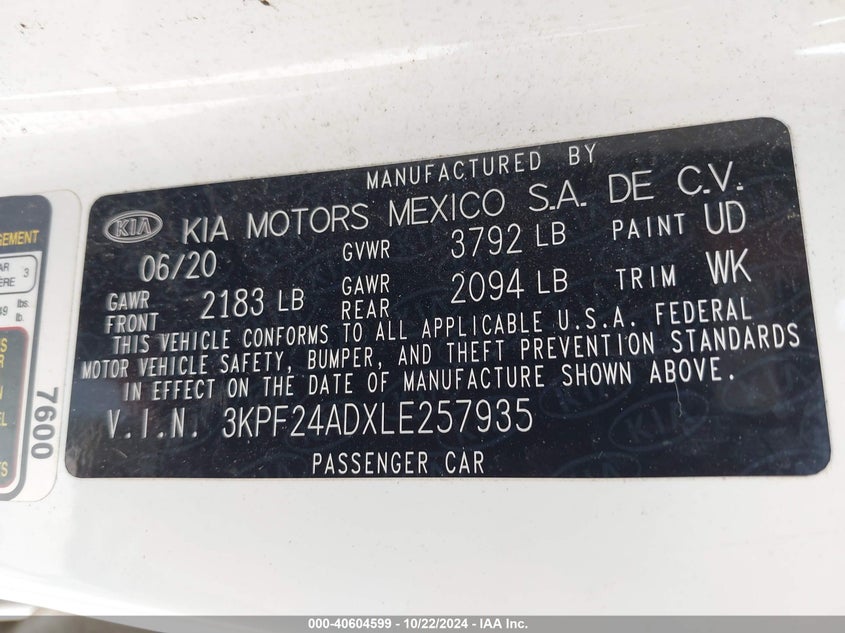 MANUFACTURED BY
KIA KIA MOTORS MEXICO S.A. DE C.V.
06/20 GVWR 3792 LB PAINT UD
GAWR FRONT 2183 LB GAWR REAR 2094 LB TRIM WK
THIS VEHICLE CONFORMS TO ALL APPLICABLE U.S.A. FEDERAL
MOTOR VEHICLE SAFETY, BUMPER, AND THEFT PREVENTION STANDARDS
IN EFFECT ON THE DATE OF MANUFACTURE SHOWN ABOVE.
V.I.N. 3KPF24ADXLE257935
PASSENGER CAR
3
lbs.
lb.
7600
000-40604599 - 10/22/2024 - IAA Inc.